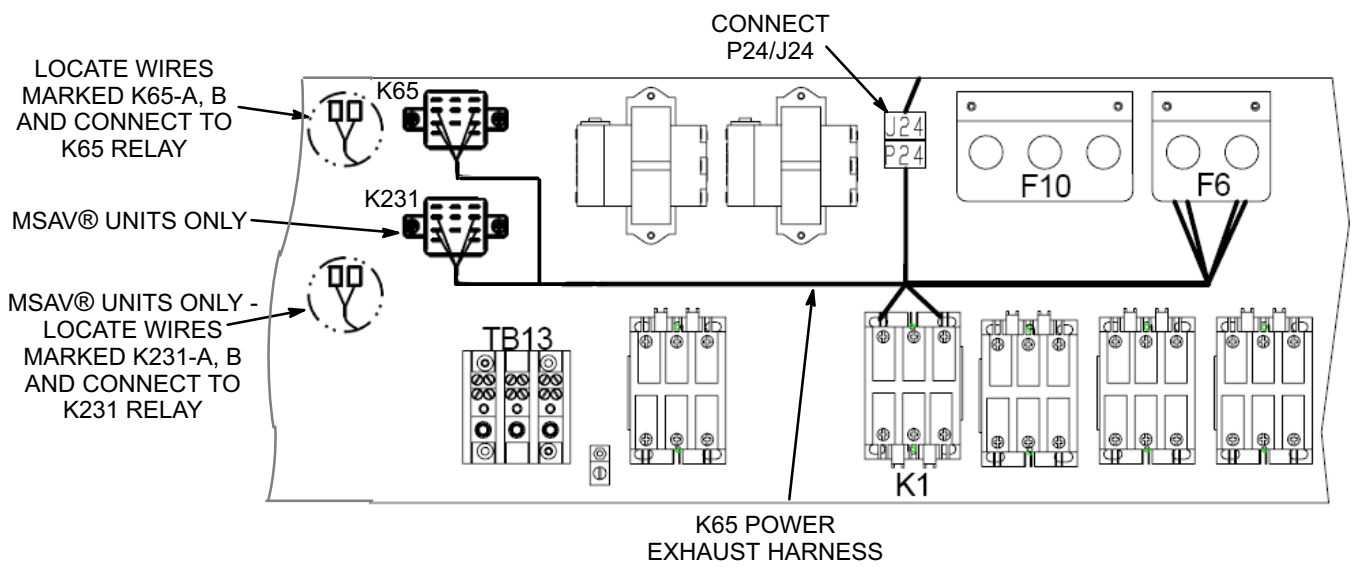 CONNECT
P24/J24
LOCATE WIRES
MARKED K65-A, B
AND CONNECT TO
K65 RELAY
K65
J24
P24
F10
F6
K231
MSAV® UNITS ONLY
MSAV® UNITS ONLY -
LOCATE WIRES
MARKED K231-A, B
AND CONNECT TO
K231 RELAY
TB13
K1
K65 POWER
EXHAUST HARNESS